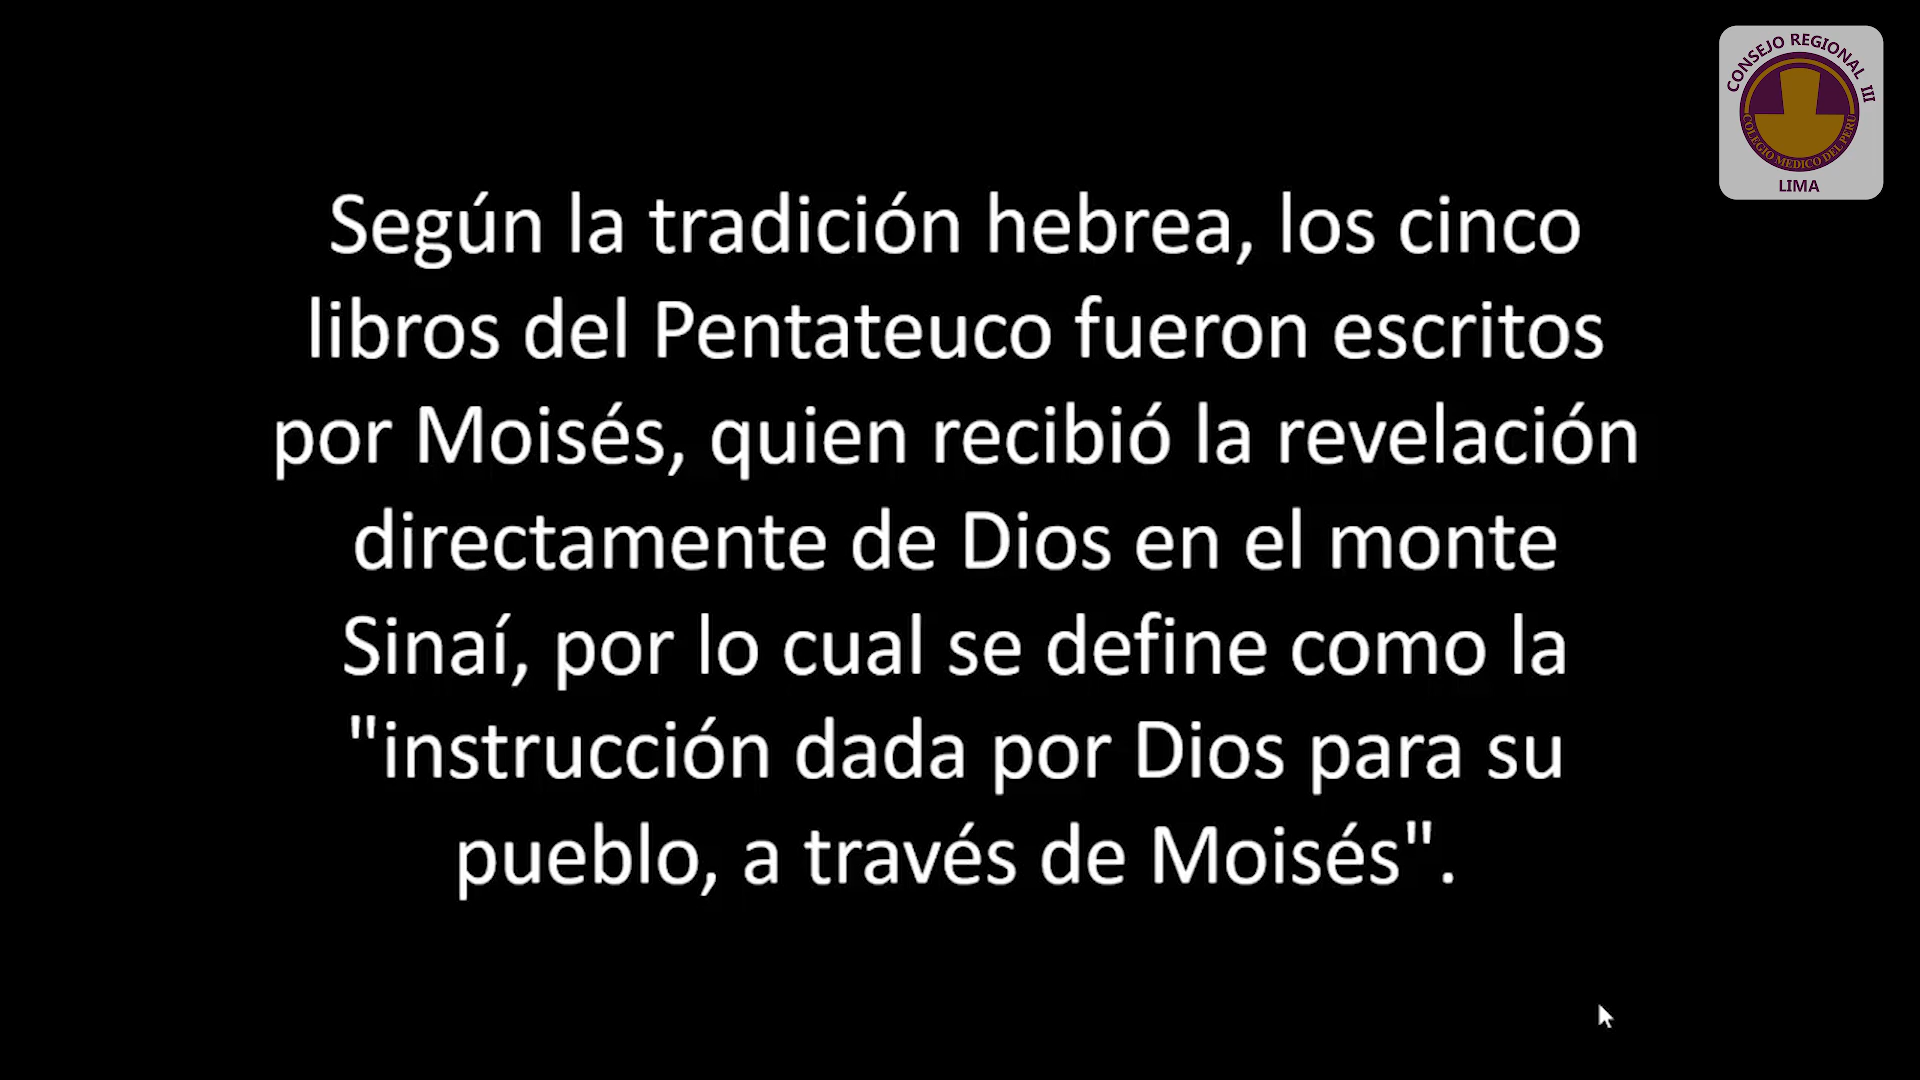 CONSEJO REGIONAL III
COLEGIO MEDICO DEL PERU
LIMA
Según la tradición hebrea, los cinco
libros del Pentateuco fueron escritos
por Moisés, quien recibió la revelación
directamente de Dios en el monte
Sinaí, por lo cual se define como la
"instrucción dada por Dios para su
pueblo, a través de Moisés".